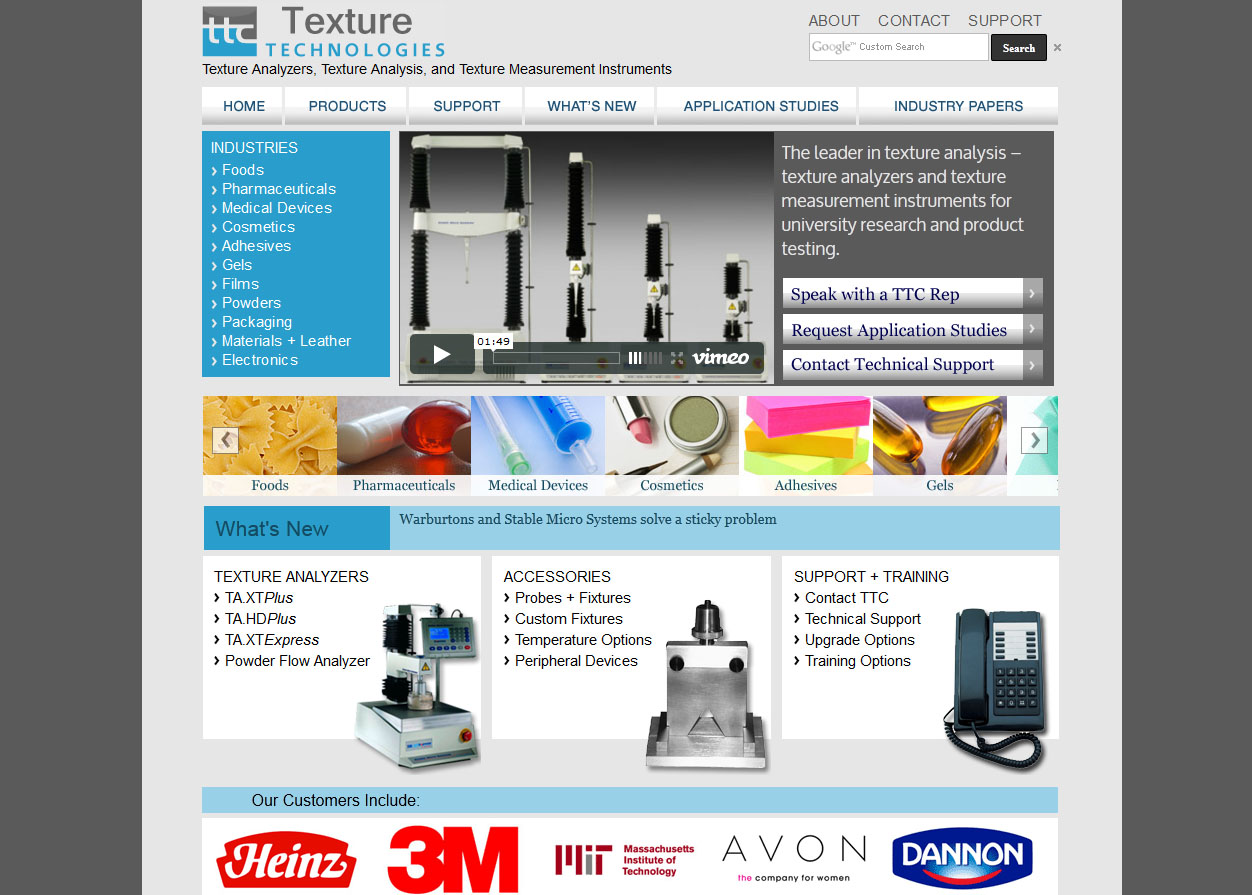 ttc Texture
TECHNOLOGIES
Texture Analyzers, Texture Analysis, and Texture Measurement Instruments
ABOUT CONTACT SUPPORT
Google™ Custom Search
Search ×
HOME PRODUCTS SUPPORT WHAT'S NEW APPLICATION STUDIES INDUSTRY PAPERS
INDUSTRIES
› Foods
› Pharmaceuticals
› Medical Devices
› Cosmetics
› Adhesives
› Gels
› Films
› Powders
› Packaging
› Materials + Leather
› Electronics
01:49
vimeo
The leader in texture analysis –
texture analyzers and texture
measurement instruments for
university research and product
testing.
Speak with a TTC Rep ›
Request Application Studies ›
Contact Technical Support ›
Foods Pharmaceuticals Medical Devices Cosmetics Adhesives Gels
What's New
Warburtons and Stable Micro Systems solve a sticky problem
TEXTURE ANALYZERS
› TA.XTPlus
› TA.HDPlus
› TA.XTExpress
› Powder Flow Analyzer
ACCESSORIES
› Probes + Fixtures
› Custom Fixtures
› Temperature Options
› Peripheral Devices
SUPPORT + TRAINING
› Contact TTC
› Technical Support
› Upgrade Options
› Training Options
Our Customers Include:
Heinz
3M
MIT
Massachusetts
Institute of
Technology
AVON
the company for women
DANNON